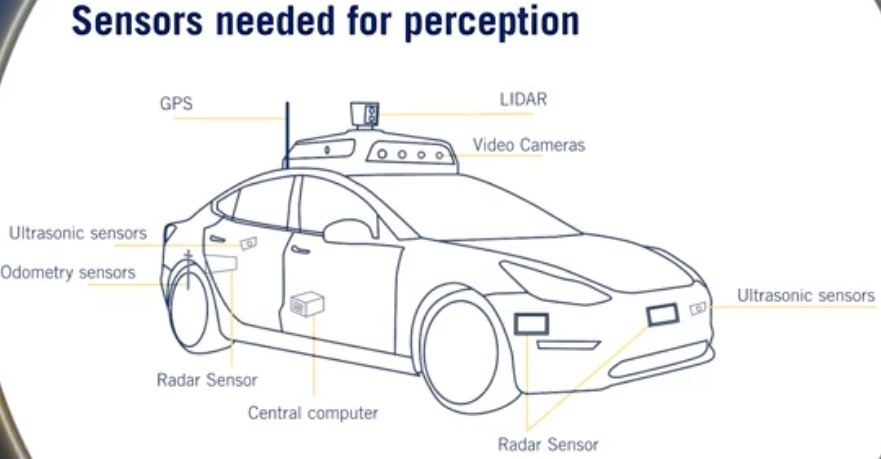 Sensors needed for perception
GPS
LIDAR
Video Cameras
Ultrasonic sensors
Odometry sensors
Ultrasonic sensors
Radar Sensor
Central computer
Radar Sensor